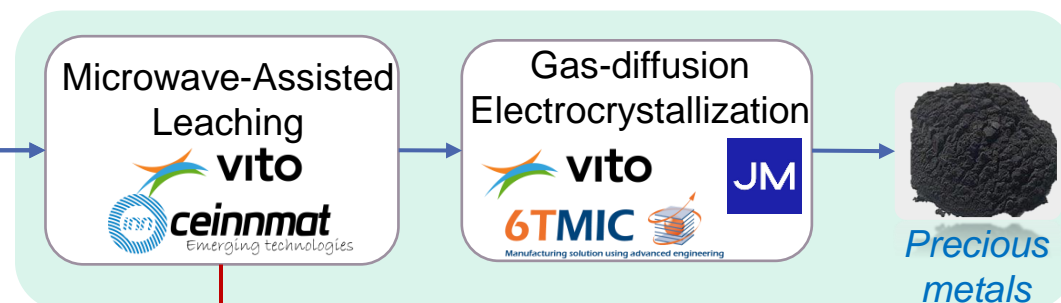 Microwave-Assisted
Leaching
vito
inn ceinnmat
Emerging technologies
Gas-diffusion
Electrocrystallization
vito
JM
6TMIC
Manufacturing solution using advanced engineering
Precious
metals